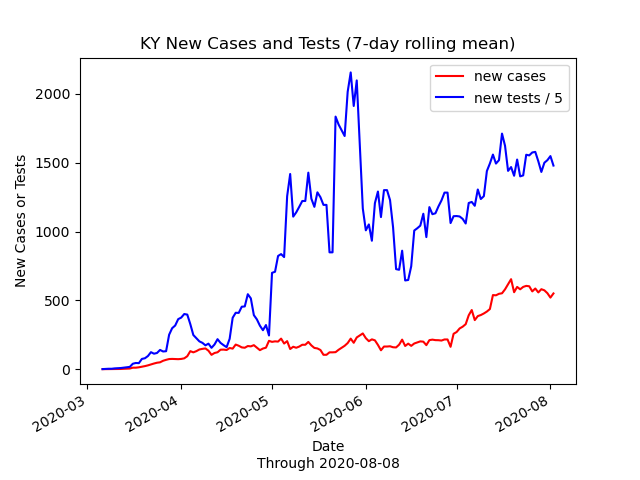 KY New Cases and Tests (7-day rolling mean)
new cases
new tests / 5
New Cases or Tests
2000
1500
1000
500
0
2020-03
2020-04
2020-05
2020-06
2020-07
2020-08
Date
Through 2020-08-08